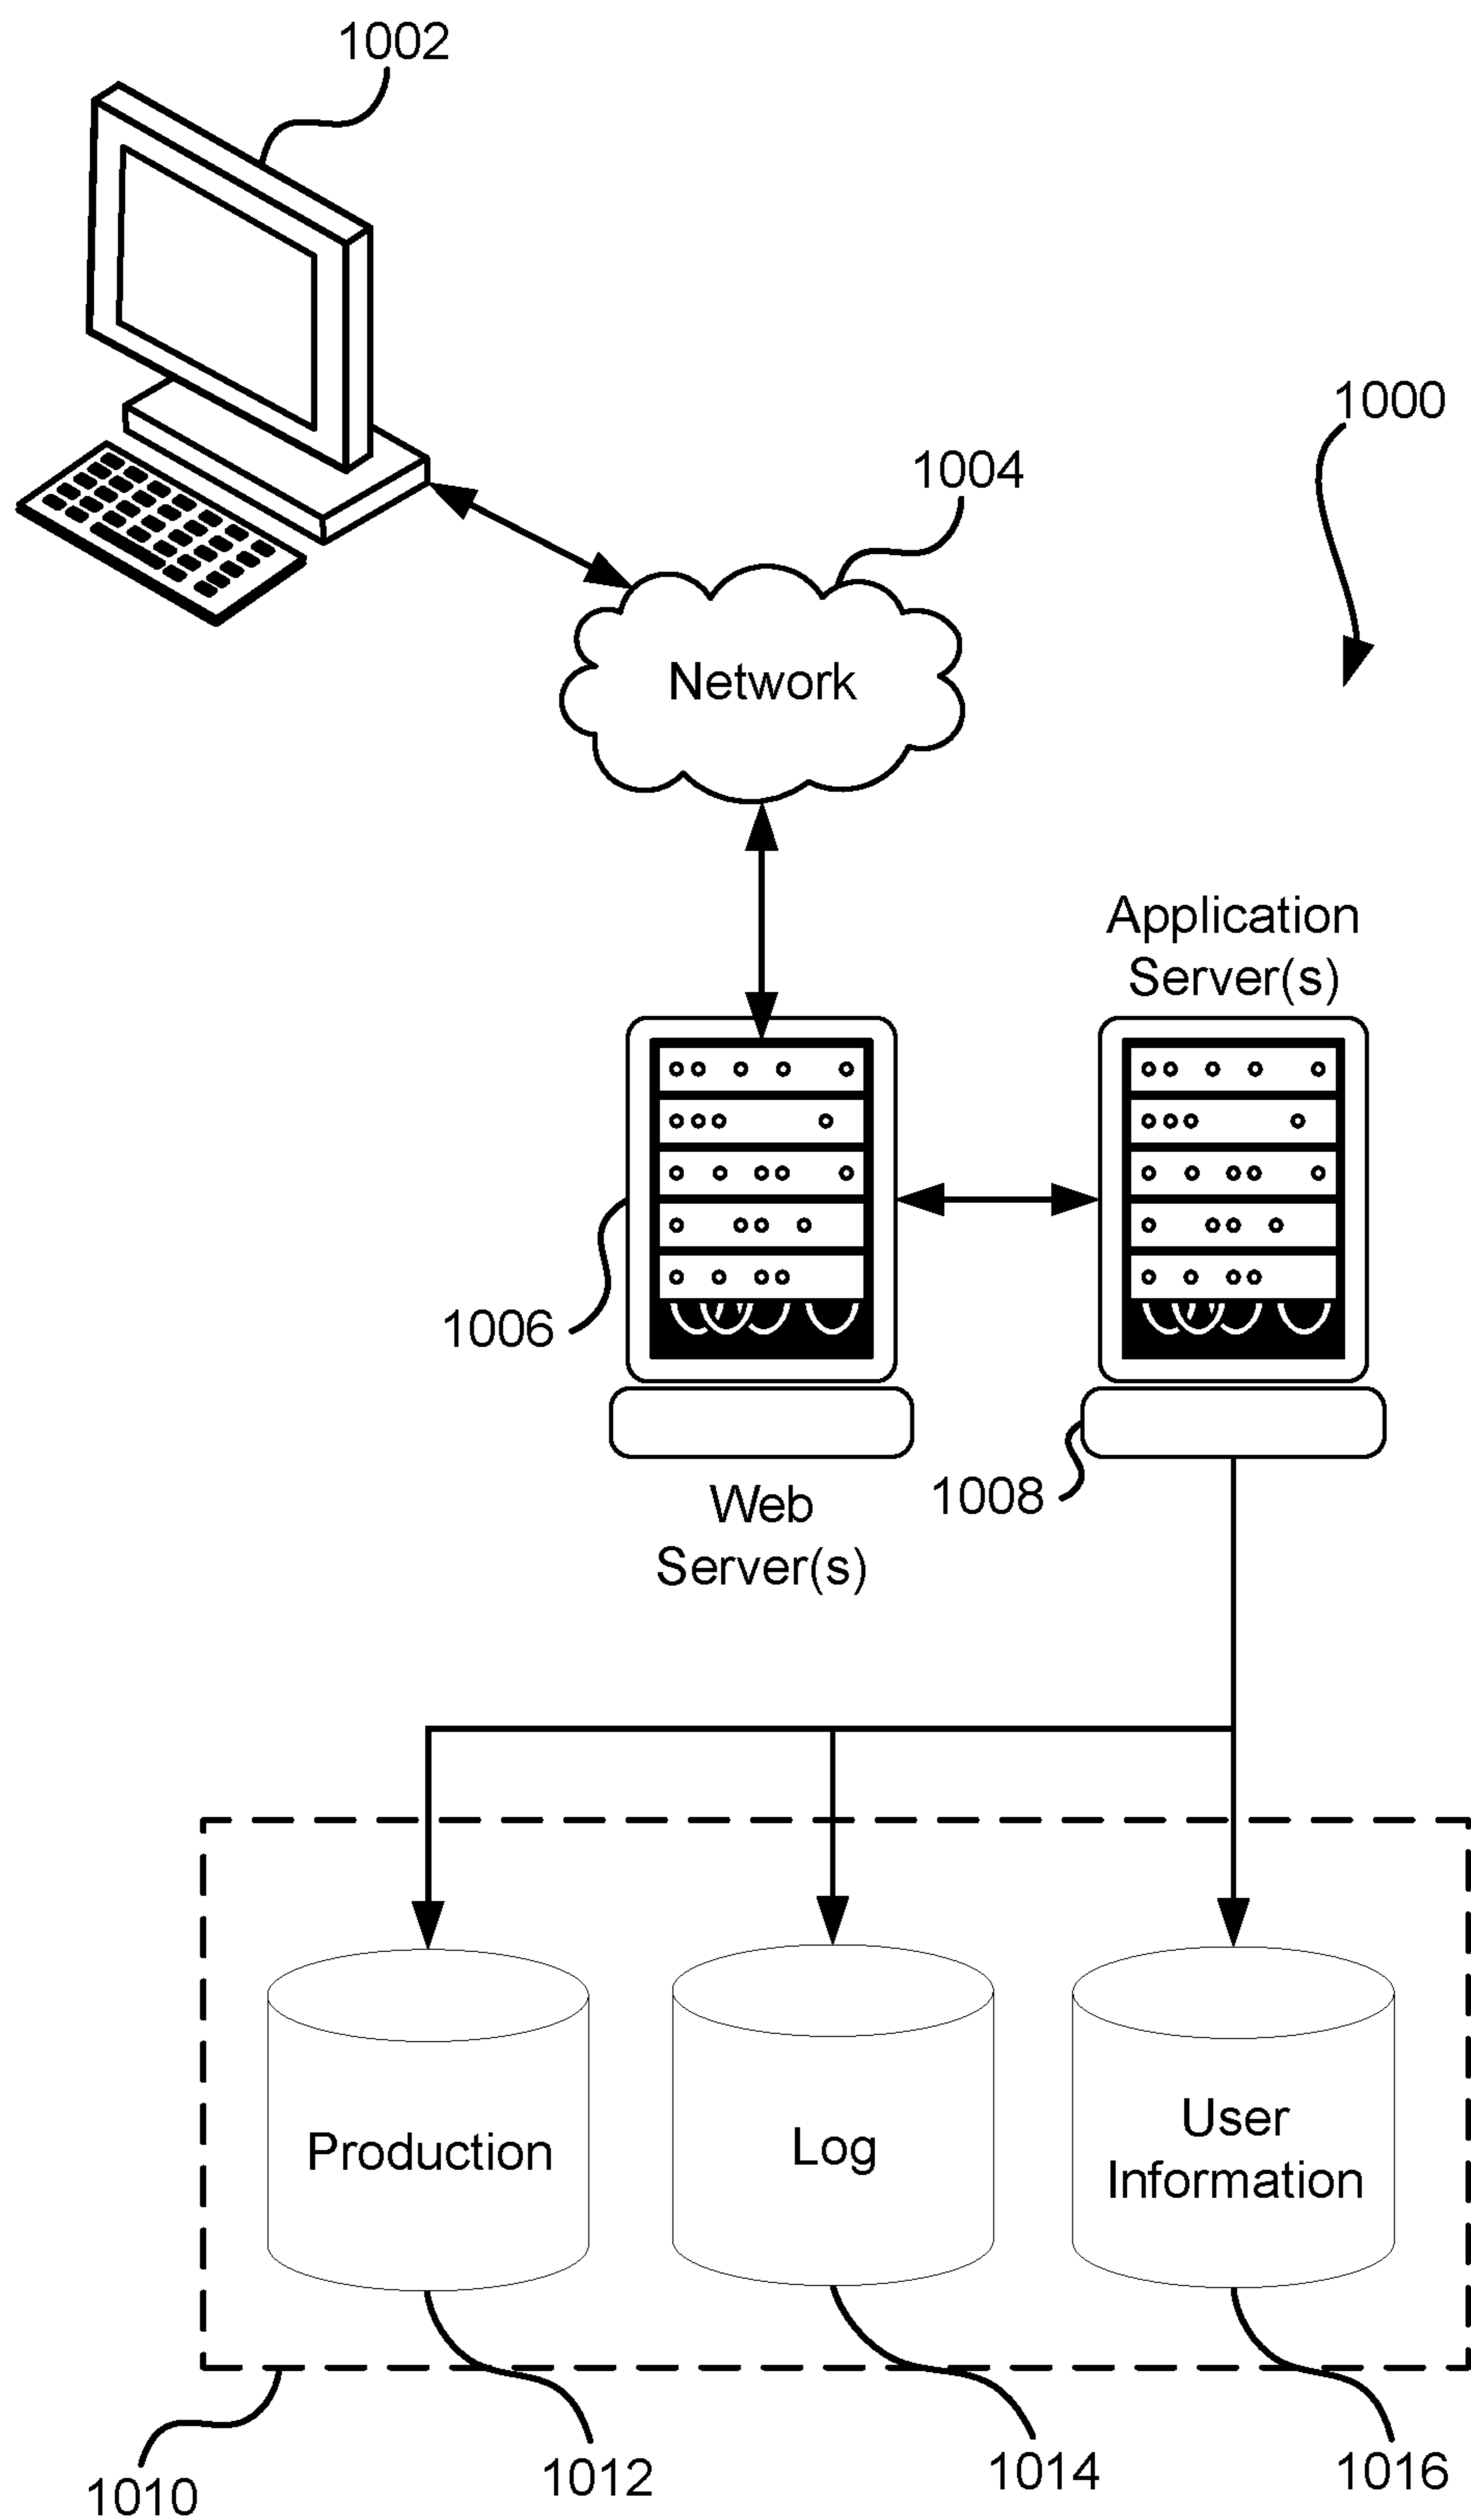 1002
1000
1004
Network
Application
Server(s)
1006
1008
Web
Server(s)
Production
Log
User
Information
1010
1012
1014
1016